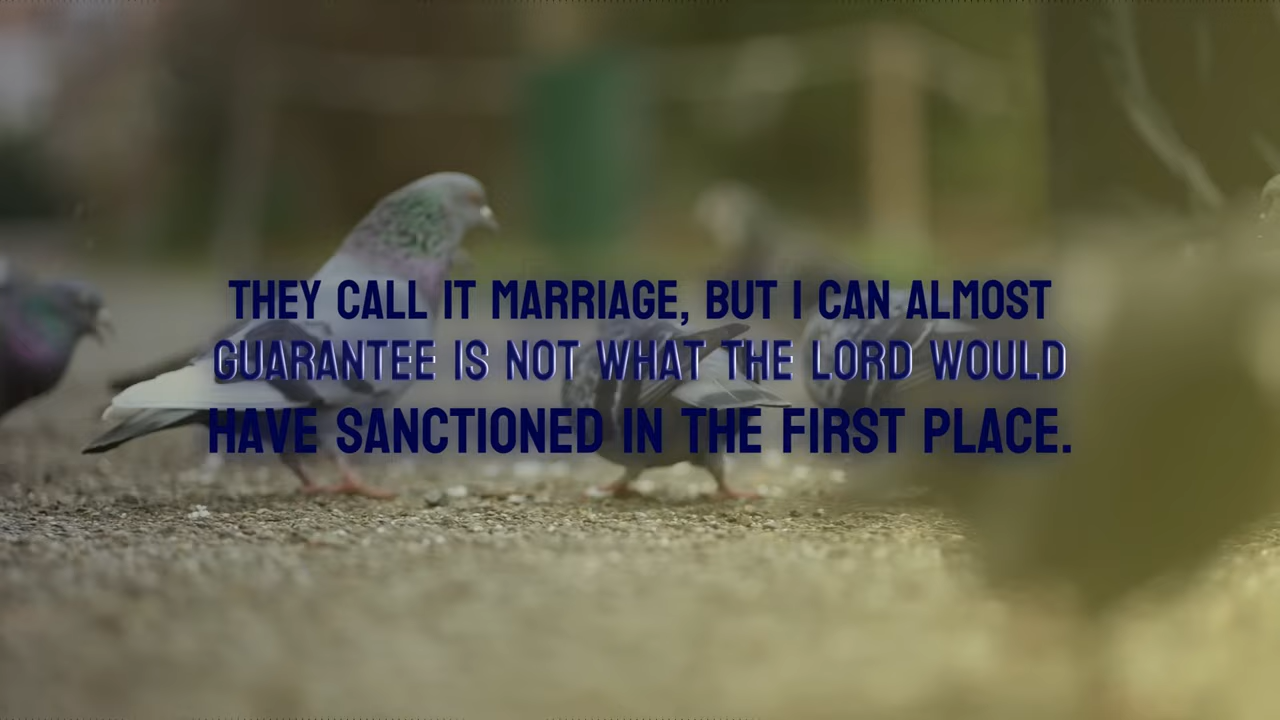 THEY CALL IT MARRIAGE, BUT I CAN ALMOST
GUARANTEE IS NOT WHAT THE LORD WOULD
HAVE SANCTIONED IN THE FIRST PLACE.